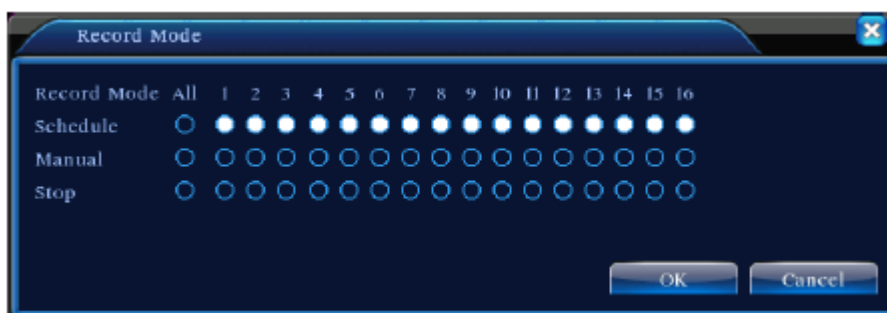 Record Mode
Record Mode All 1 2 3 4 5 6 7 8 9 10 11 12 13 14 15 16
Schedule
Manual
Stop
OK Cancel